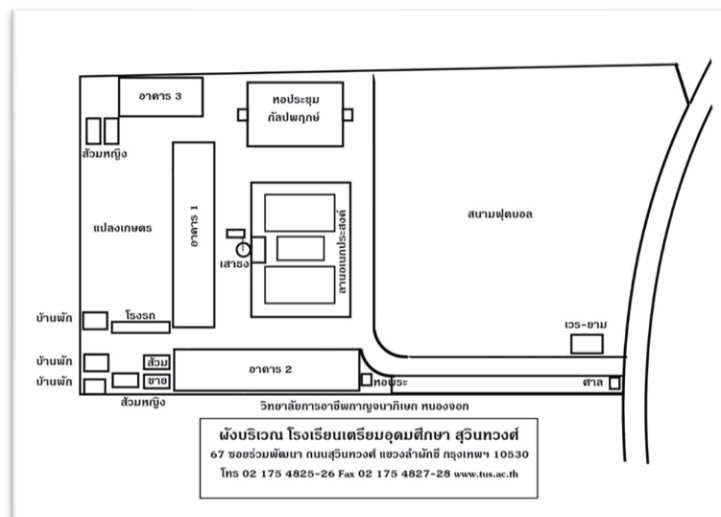 อาคาร 3
หอประชุม
กัลปพฤกษ์
ส้วมหญิง
แปลงเกษตร
อาคาร 1
เสาธง
ลานอเนกประสงค์
สนามฟุตบอล
บ้านพัก
โรงรถ
เวร-ยาม
บ้านพัก
ส้วม
บ้านพัก
ชาย
อาคาร 2
หอพระ
ศาล
ส้วมหญิง
วิทยาลัยการอาชีพกาญจนาภิเษก หนองจอก
ผังบริเวณ โรงเรียนเตรียมอุดมศึกษา สุวินทวงศ์
67 ซอยร่วมพัฒนา ถนนสุวินทวงศ์ แขวงลำผักชี กรุงเทพฯ 10530
โทร 02 175 4825-26 Fax 02 175 4827-28 www.tus.ac.th